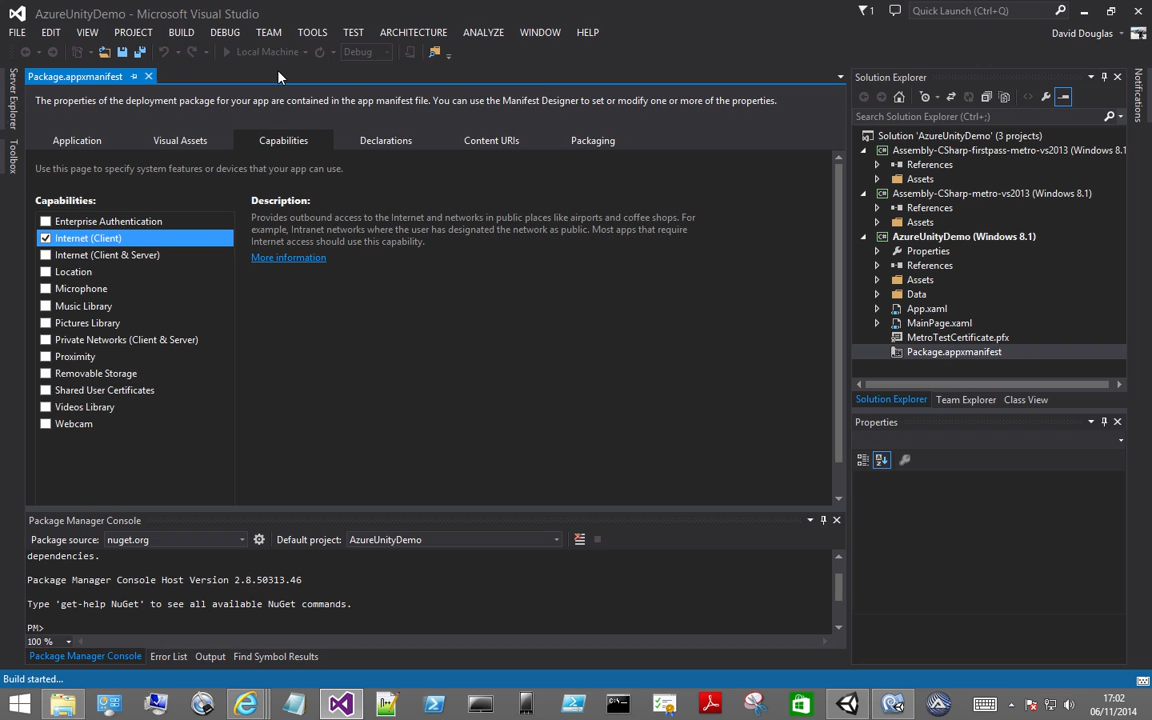 AzureUnityDemo - Microsoft Visual Studio
1
Quick Launch (Ctrl+Q)
FILE EDIT VIEW PROJECT BUILD DEBUG TEAM TOOLS TEST ARCHITECTURE ANALYZE WINDOW HELP
David Douglas
Local Machine
Debug
Server Explorer
Toolbox
Notifications
Package.appxmanifest
The properties of the deployment package for your app are contained in the app manifest file. You can use the Manifest Designer to set or modify one or more of the properties.
Application
Visual Assets
Capabilities
Declarations
Content URIs
Packaging
Use this page to specify system features or devices that your app can use.
Capabilities:
Enterprise Authentication
Internet (Client)
Internet (Client & Server)
Location
Microphone
Music Library
Pictures Library
Private Networks (Client & Server)
Proximity
Removable Storage
Shared User Certificates
Videos Library
Webcam
Description:
Provides outbound access to the Internet and networks in public places like airports and coffee shops. For
example, Intranet networks where the user has designated the network as public. Most apps that require
Internet access should use this capability.
More information
Solution Explorer
Search Solution Explorer (Ctrl+;)
Solution 'AzureUnityDemo' (3 projects)
Assembly-CSharp-firstpass-metro-vs2013 (Windows 8.1
References
Assets
Assembly-CSharp-metro-vs2013 (Windows 8.1)
References
Assets
AzureUnityDemo (Windows 8.1)
Properties
References
Assets
Data
App.xaml
MainPage.xaml
MetroTestCertificate.pfx
Package.appxmanifest
Solution Explorer
Team Explorer
Class View
Properties
Package Manager Console
Package source:
nuget.org
Default project:
AzureUnityDemo
dependencies.
Package Manager Console Host Version 2.8.50313.46
Type 'get-help NuGet' to see all available NuGet commands.
PM>
100 %
Package Manager Console
Error List
Output
Find Symbol Results
Build started...
17:02
06/11/2014